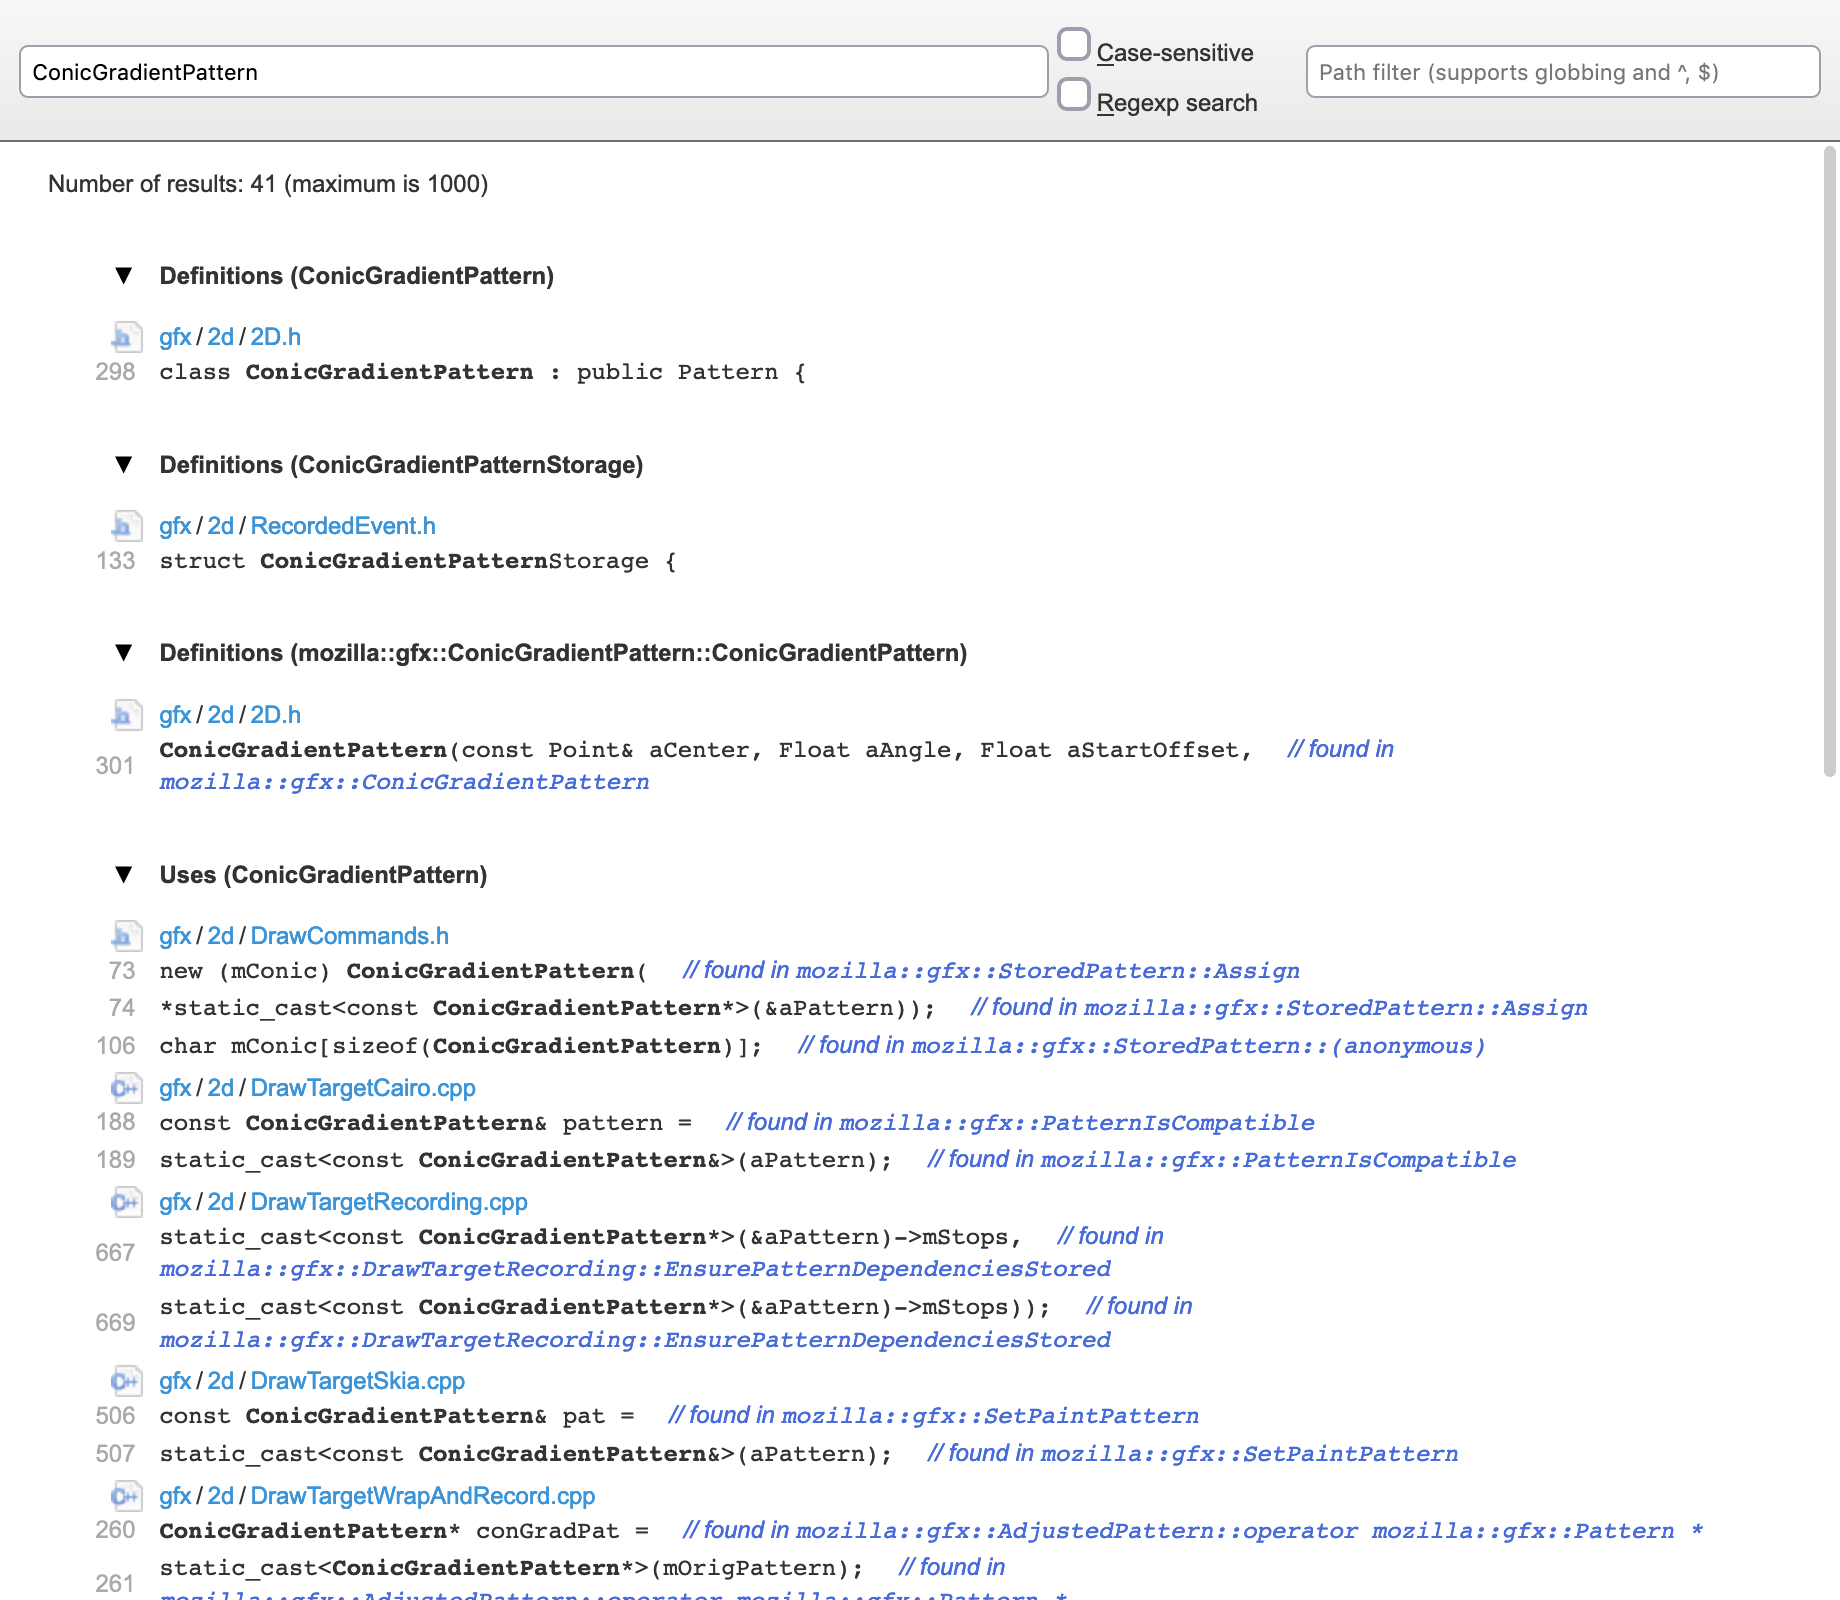 ConicGradientPattern
Case-sensitive
Regexp search
Path filter (supports globbing and ^, $)
Number of results: 41 (maximum is 1000)
▼ Definitions (ConicGradientPattern)
gfx / 2d / 2D.h
298 class ConicGradientPattern : public Pattern {
▼ Definitions (ConicGradientPatternStorage)
gfx / 2d / RecordedEvent.h
133 struct ConicGradientPatternStorage {
▼ Definitions (mozilla::gfx::ConicGradientPattern::ConicGradientPattern)
gfx / 2d / 2D.h
301 ConicGradientPattern(const Point& aCenter, Float aAngle, Float aStartOffset, // found in
mozilla::gfx::ConicGradientPattern
▼ Uses (ConicGradientPattern)
gfx / 2d / DrawCommands.h
73 new (mConic) ConicGradientPattern( // found in mozilla::gfx::StoredPattern::Assign
74 *static_cast<const ConicGradientPattern*>(&aPattern)); // found in mozilla::gfx::StoredPattern::Assign
106 char mConic[sizeof(ConicGradientPattern)]; // found in mozilla::gfx::StoredPattern::(anonymous)
gfx / 2d / DrawTargetCairo.cpp
188 const ConicGradientPattern& pattern = // found in mozilla::gfx::PatternIsCompatible
189 static_cast<const ConicGradientPattern&>(aPattern); // found in mozilla::gfx::PatternIsCompatible
gfx / 2d / DrawTargetRecording.cpp
667 static_cast<const ConicGradientPattern*>(&aPattern)->mStops, // found in
mozilla::gfx::DrawTargetRecording::EnsurePatternDependenciesStored
669 static_cast<const ConicGradientPattern*>(&aPattern)->mStops)); // found in
mozilla::gfx::DrawTargetRecording::EnsurePatternDependenciesStored
gfx / 2d / DrawTargetSkia.cpp
506 const ConicGradientPattern& pat = // found in mozilla::gfx::SetPaintPattern
507 static_cast<const ConicGradientPattern&>(aPattern); // found in mozilla::gfx::SetPaintPattern
gfx / 2d / DrawTargetWrapAndRecord.cpp
260 ConicGradientPattern* conGradPat = // found in mozilla::gfx::AdjustedPattern::operator mozilla::gfx::Pattern *
261 static_cast<ConicGradientPattern*>(mOrigPattern); // found in
mozilla::gfx::AdjustedPattern::operator mozilla::gfx::Pattern *